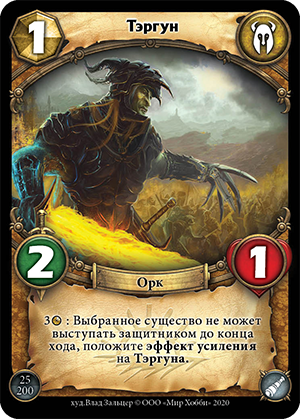 1
Тэргун
2
1
Орк
3 : Выбранное существо не может
выступать защитником до конца
хода, положите эффект усиления
на Тэргуна.
25
200
худ.Влад Зальцер © ООО «Мир Хобби» 2020